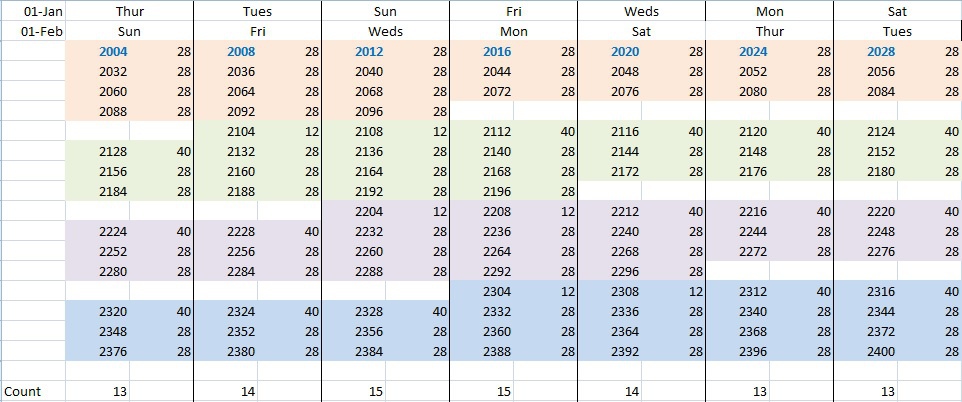 01-Jan Thur Tues Sun Fri Weds Mon Sat
01-Feb Sun Fri Weds Mon Sat Thur Tues
2004 28 2008 28 2012 28 2016 28 2020 28 2024 28 2028 28
2032 28 2036 28 2040 28 2044 28 2048 28 2052 28 2056 28
2060 28 2064 28 2068 28 2072 28 2076 28 2080 28 2084 28
2088 28 2092 28 2096 28
2104 12 2108 12 2112 40 2116 40 2120 40 2124 40
2128 40 2132 28 2136 28 2140 28 2144 28 2148 28 2152 28
2156 28 2160 28 2164 28 2168 28 2172 28 2176 28 2180 28
2184 28 2188 28 2192 28 2196 28
2204 12 2208 12 2212 40 2216 40 2220 40
2224 40 2228 40 2232 28 2236 28 2240 28 2244 28 2248 28
2252 28 2256 28 2260 28 2264 28 2268 28 2272 28 2276 28
2280 28 2284 28 2288 28 2292 28 2296 28
2304 12 2308 12 2312 40 2316 40
2320 40 2324 40 2328 40 2332 28 2336 28 2340 28 2344 28
2348 28 2352 28 2356 28 2360 28 2364 28 2368 28 2372 28
2376 28 2380 28 2384 28 2388 28 2392 28 2396 28 2400 28
Count 13 14 15 15 14 13 13